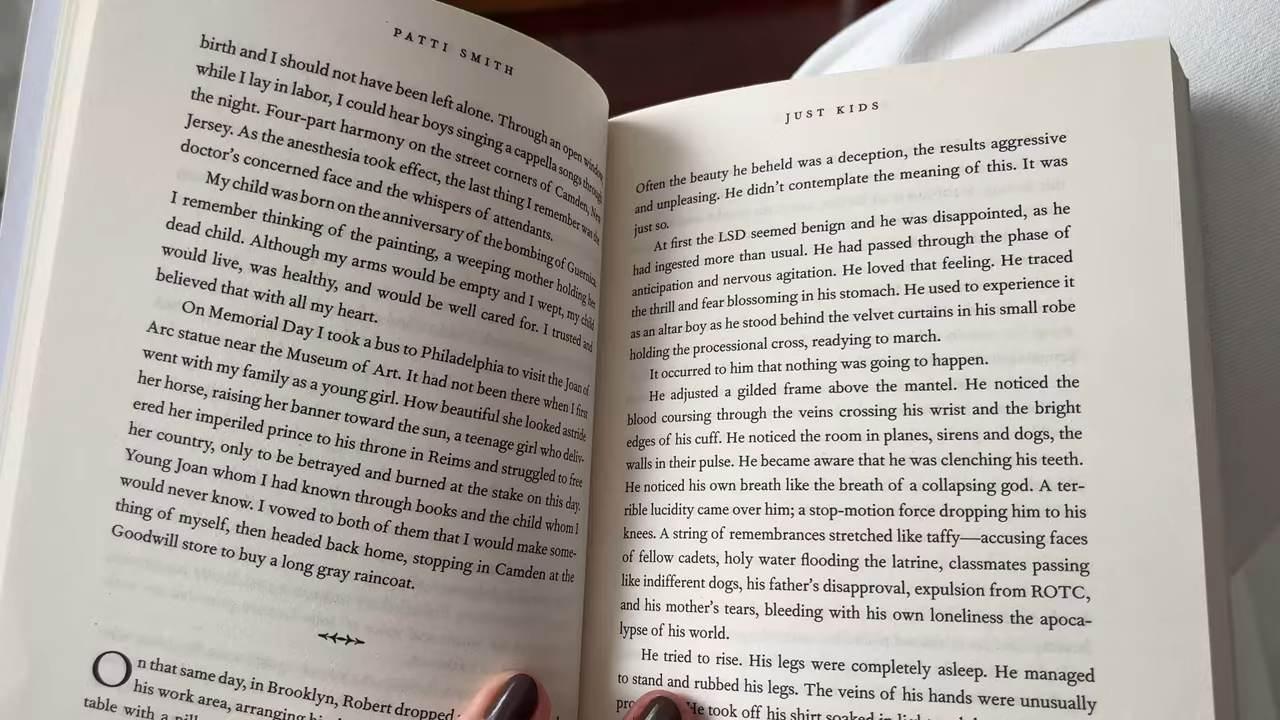 PATTI SMITH
birth and I should not have been left alone. Through an open window
while I lay in labor, I could hear boys singing a cappella songs through
the night. Four-part harmony on the street corners of Camden, New
Jersey. As the anesthesia took effect, the last thing I remember was the
doctor's concerned face and the whispers of attendants.
My child was born on the anniversary of the bombing of Guernica.
I remember thinking of the painting, a weeping mother holding her
dead child. Although my arms would be empty and I wept, my child
would live, was healthy, and would be well cared for. I trusted and
believed that with all my heart.
On Memorial Day I took a bus to Philadelphia to visit the Joan of
Arc statue near the Museum of Art. It had not been there when I first
went with my family as a young girl. How beautiful she looked astride
her horse, raising her banner toward the sun, a teenage girl who deliv-
ered her imperiled prince to his throne in Reims and struggled to free
her country, only to be betrayed and burned at the stake on this day.
Young Joan whom I had known through books and the child whom I
would never know. I vowed to both of them that I would make some-
thing of myself, then headed back home, stopping in Camden at the
Goodwill store to buy a long gray raincoat.
On that same day, in Brooklyn, Robert dropped
his work area, arranging
table with a
JUST KIDS
Often the beauty he beheld was a deception, the results aggressive
and unpleasing. He didn't contemplate the meaning of this. It was
just so.
At first the LSD seemed benign and he was disappointed, as he
had ingested more than usual. He had passed through the phase of
anticipation and nervous agitation. He loved that feeling. He traced
the thrill and fear blossoming in his stomach. He used to experience it
as an altar boy as he stood behind the velvet curtains in his small robe
holding the processional cross, readying to march.
It occurred to him that nothing was going to happen.
He adjusted a gilded frame above the mantel. He noticed the
blood coursing through the veins crossing his wrist and the bright
edges of his cuff. He noticed the room in planes, sirens and dogs, the
walls in their pulse. He became aware that he was clenching his teeth.
He noticed his own breath like the breath of a collapsing god. A ter-
rible lucidity came over him; a stop-motion force dropping him to his
knees. A string of remembrances stretched like taffy—accusing faces
of fellow cadets, holy water flooding the latrine, classmates passing
like indifferent dogs, his father's disapproval, expulsion from ROTC,
and his mother's tears, bleeding with his own loneliness the apoca-
lypse of his world.
He tried to rise. His legs were completely asleep. He managed
to stand and rubbed his legs. The veins of his hands were unusually
He took off his shirt soaked in